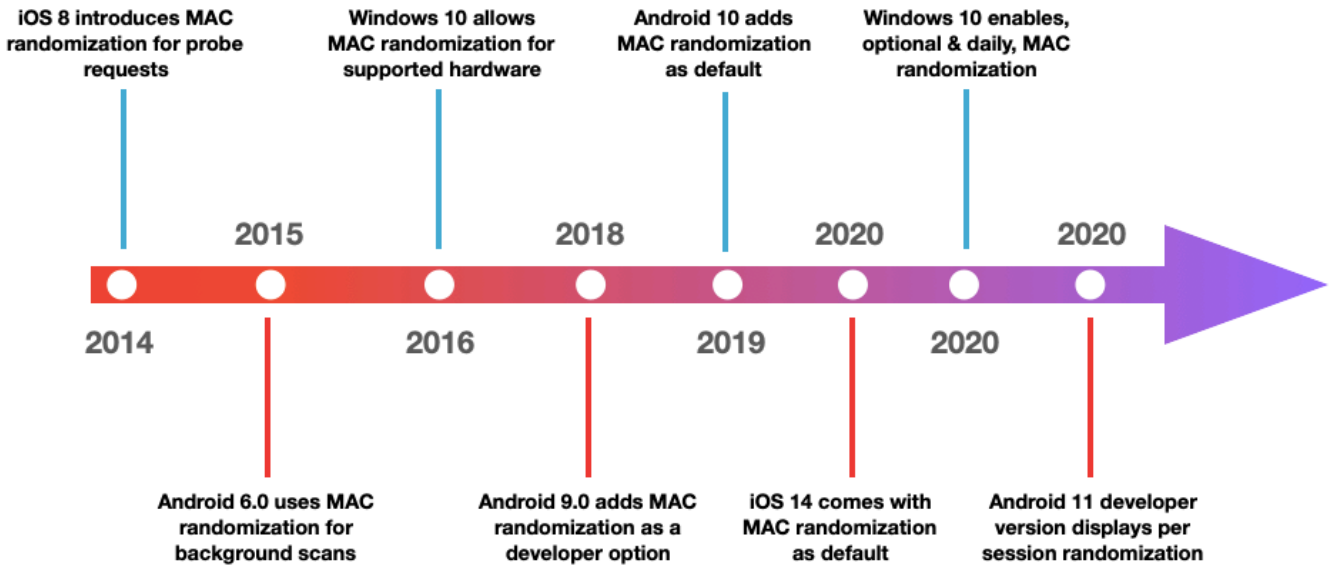 iOS 8 introduces MAC
randomization for probe
requests
Windows 10 allows
MAC randomization for
supported hardware
Android 10 adds
MAC randomization
as default
Windows 10 enables,
optional & daily, MAC
randomization
2015
2018
2020
2020
2014
2016
2019
2020
Android 6.0 uses MAC
randomization for
background scans
Android 9.0 adds MAC
randomization as a
developer option
iOS 14 comes with
MAC randomization
as default
Android 11 developer
version displays per
session randomization